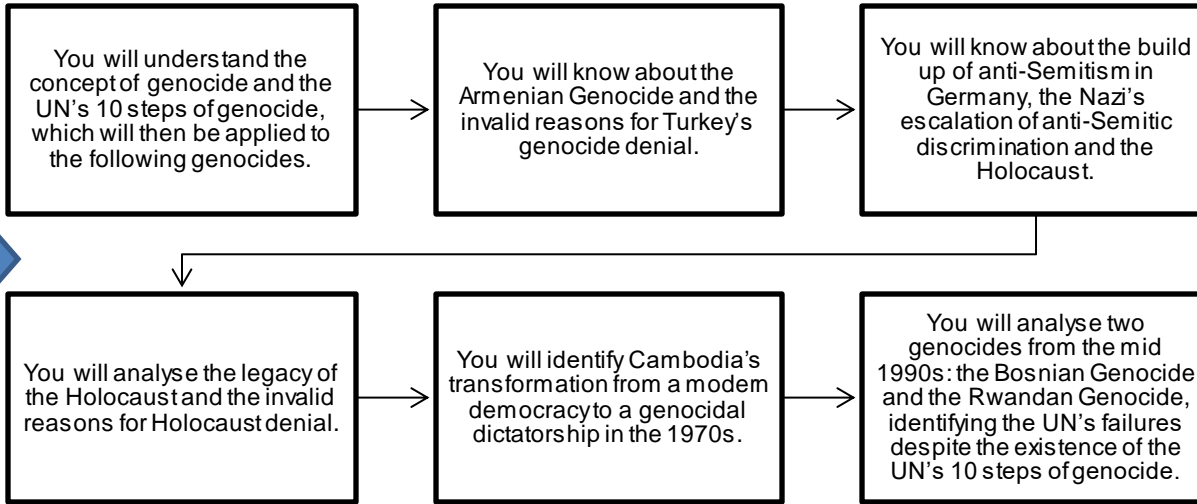 You will understand the
concept of genocide and the
UN's 10 steps of genocide,
which will then be applied to
the following genocides.
You will know about the
Armenian Genocide and the
invalid reasons for Turkey's
genocide denial.
You will know about the build
up of anti-Semitism in
Germany, the Nazi's
escalation of anti-Semitic
discrimination and the
Holocaust.
You will analyse the legacy of
the Holocaust and the invalid
reasons for Holocaust denial.
You will identify Cambodia's
transformation from a modern
democracy to a genocidal
dictatorship in the 1970s.
You will analyse two
genocides from the mid
1990s: the Bosnian Genocide
and the Rwandan Genocide,
identifying the UN's failures
despite the existence of the
UN's 10 steps of genocide.